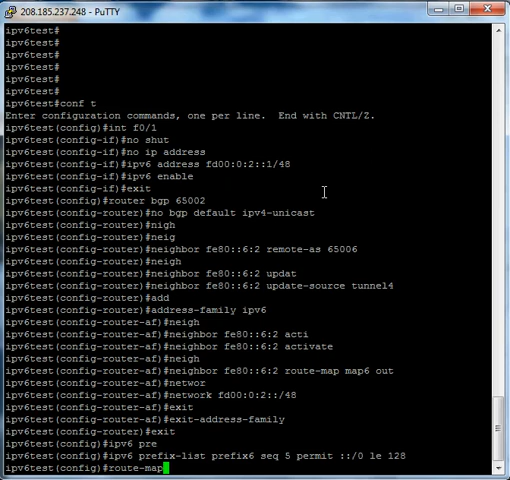 208.185.237.248 - PuTTY
ipv6test#
ipv6test#
ipv6test#
ipv6test#
ipv6test#
ipv6test#
ipv6test#conf t
Enter configuration commands, one per line.  End with CNTL/Z.
ipv6test(config)#int f0/1
ipv6test(config-if)#no shut
ipv6test(config-if)#no ip address
ipv6test(config-if)#ipv6 address fd00:0:2::1/48
ipv6test(config-if)#ipv6 enable
ipv6test(config-if)#exit
ipv6test(config)#router bgp 65002
ipv6test(config-router)#no bgp default ipv4-unicast
ipv6test(config-router)#nigh
ipv6test(config-router)#neig
ipv6test(config-router)#neighbor fe80::6:2 remote-as 65006
ipv6test(config-router)#neigh
ipv6test(config-router)#neighbor fe80::6:2 updat
ipv6test(config-router)#neighbor fe80::6:2 update-source tunnel4
ipv6test(config-router)#add
ipv6test(config-router)#address-family ipv6
ipv6test(config-router-af)#neigh
ipv6test(config-router-af)#neighbor fe80::6:2 acti
ipv6test(config-router-af)#neighbor fe80::6:2 activate
ipv6test(config-router-af)#neigh
ipv6test(config-router-af)#neighbor fe80::6:2 route-map map6 out
ipv6test(config-router-af)#networ
ipv6test(config-router-af)#network fd00:0:2::/48
ipv6test(config-router-af)#exit
ipv6test(config-router-af)#exit-address-family
ipv6test(config-router)#exit
ipv6test(config)#ipv6 pre
ipv6test(config)#ipv6 prefix-list prefix6 seq 5 permit ::/0 le 128
ipv6test(config)#route-map